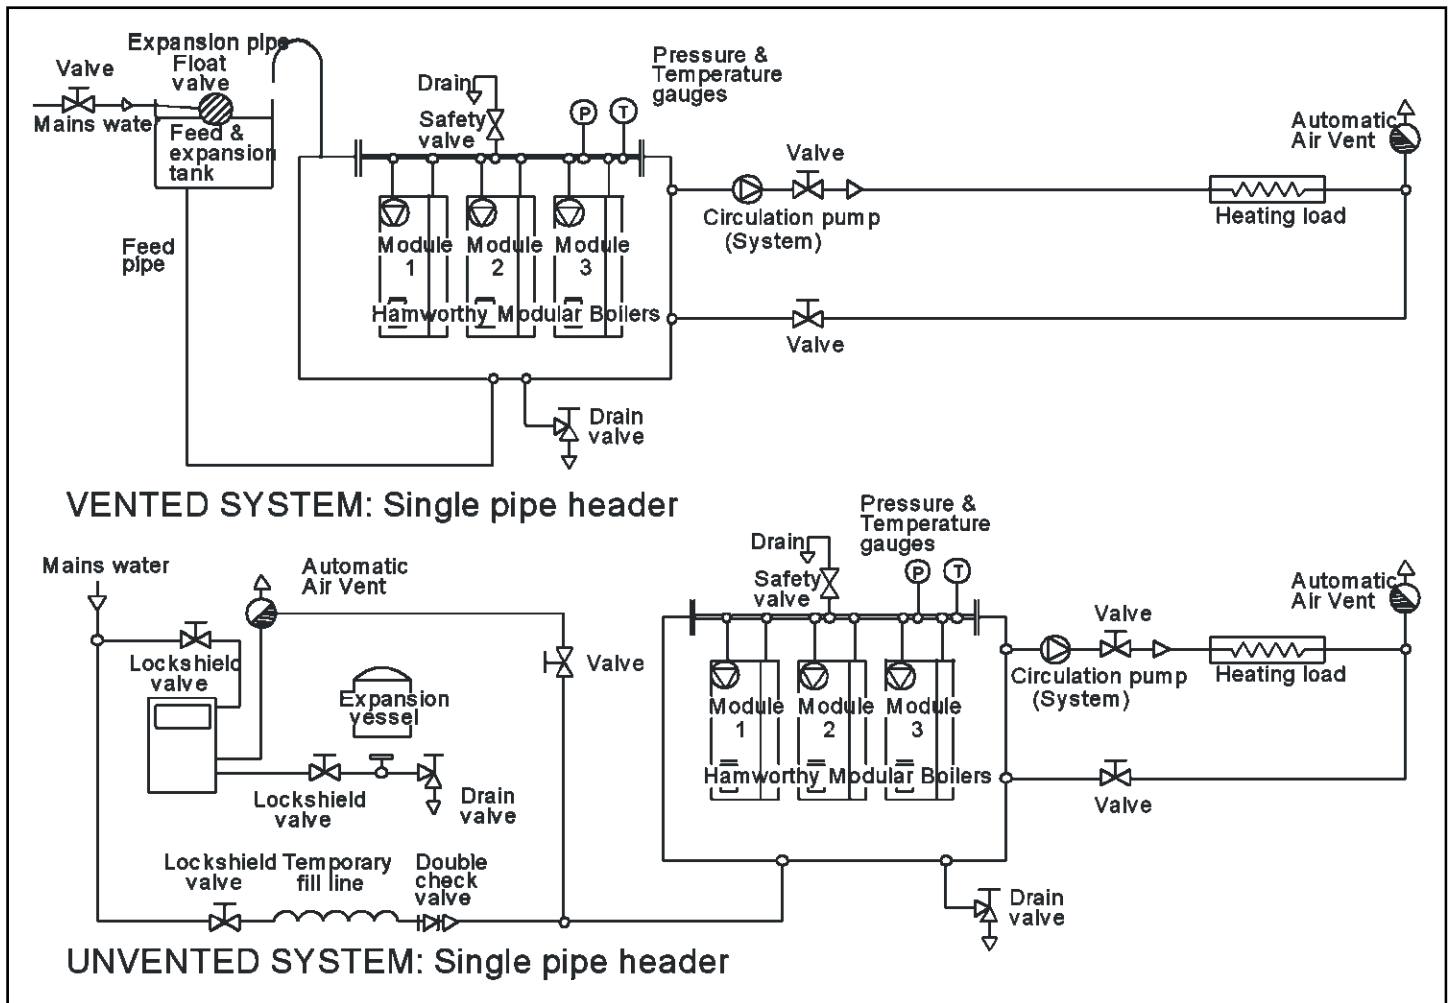 Expansion pipe
Float
valve
Valve
Mains water
Feed &
expansion
tank
Feed
pipe
Drain
Safety
valve
P
T
Pressure &
Temperature
gauges
Module
1
Module
2
Module
3
Hamworthy Modular Boilers
Valve
Circulation pump
(System)
Automatic
Air Vent
Heating load
Valve
Drain
valve
VENTED SYSTEM: Single pipe header
Mains water
Automatic
Air Vent
Lockshield
valve
Expansion
vessel
Valve
Lockshield
valve
Drain
valve
Lockshield
valve
Temporary
fill line
Double
check
valve
Drain
Safety
valve
Pressure &
Temperature
gauges
P
T
Module
1
Module
2
Module
3
Hamworthy Modular Boilers
Valve
Circulation pump
(System)
Automatic
Air Vent
Heating load
Valve
Drain
valve
UNVENTED SYSTEM: Single pipe header